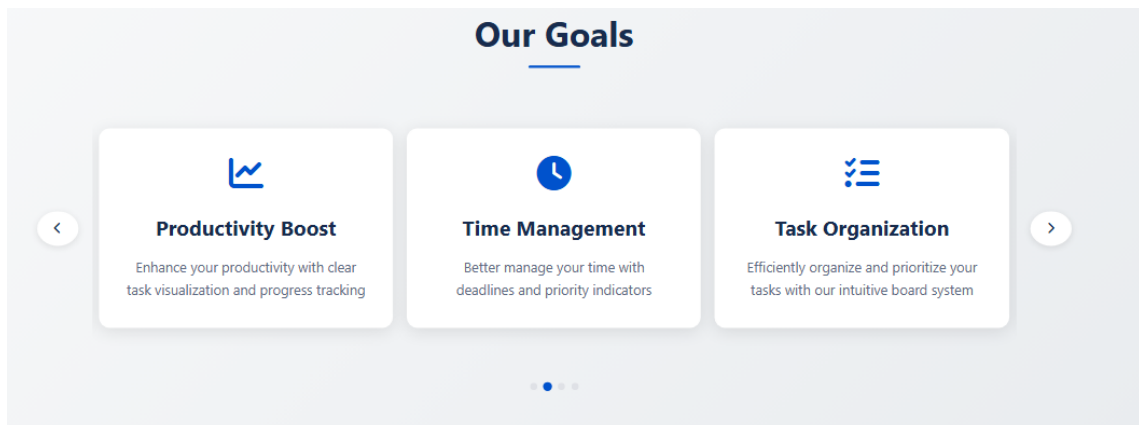 Our Goals
Productivity Boost
Enhance your productivity with clear
task visualization and progress tracking
Time Management
Better manage your time with
deadlines and priority indicators
Task Organization
Efficiently organize and prioritize your
tasks with our intuitive board system